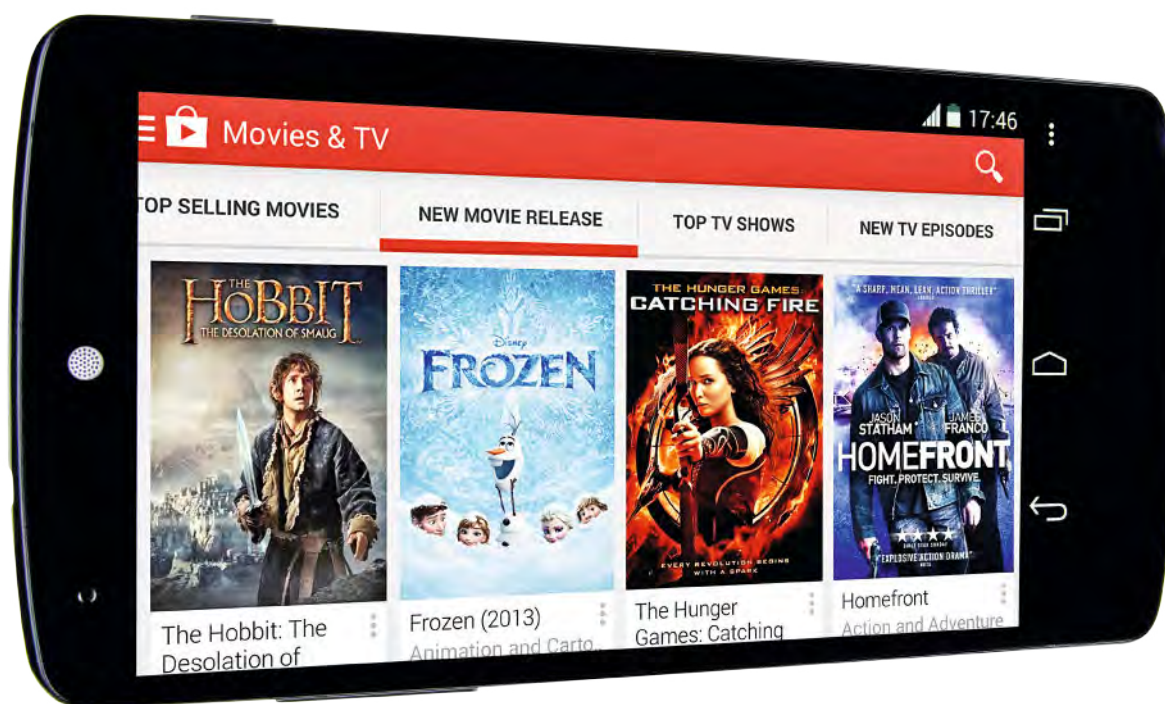 17:46
Movies & TV
TOP SELLING MOVIES
NEW MOVIE RELEASE
TOP TV SHOWS
NEW TV EPISODES
THE
HOBBIT
THE DESOLATION OF SMAUG
Disney
FROZEN
THE HUNGER GAMES
CATCHING FIRE
EVERY REVOLUTION BEGINS
WITH A SPARK
"A SHARP, MEAN, LEAN, ACTION THRILLER"
JASON
STATHAM
JAMES
FRANCO
HOMEFRONT
FIGHT. PROTECT. SURVIVE.
"EXPLOSIVE ACTION DRAMA"
The Hobbit: The
Desolation of
Frozen (2013)
Animation and Carto..
The Hunger
Games: Catching
Homefront
Action and Adventure